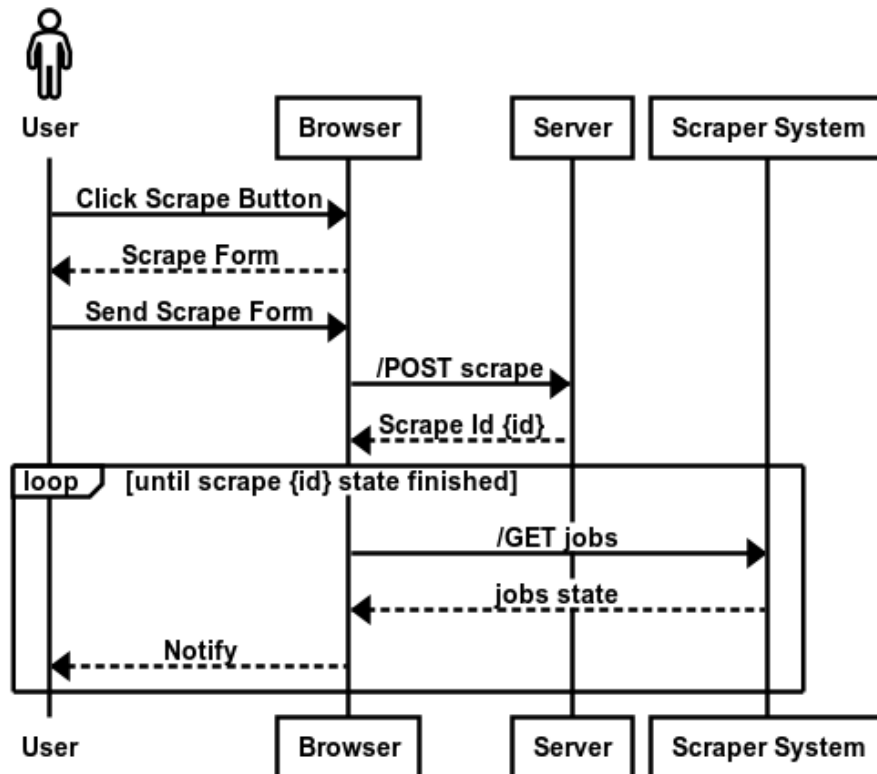 User
Browser
Server
Scraper System
Click Scrape Button
Scrape Form
Send Scrape Form
/POST scrape
Scrape Id {id}
loop
[until scrape {id} state finished]
/GET jobs
jobs state
Notify
User
Browser
Server
Scraper System